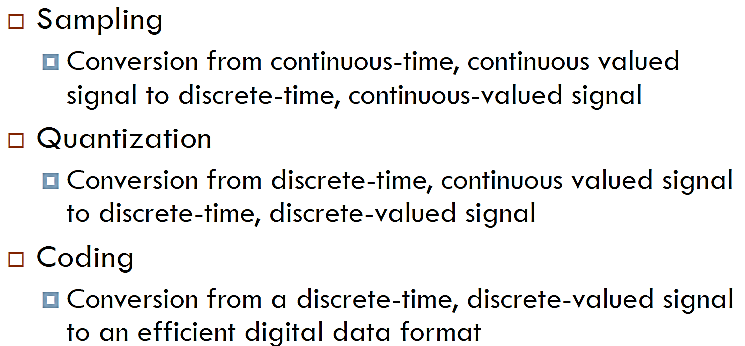 Sampling
Conversion from continuous-time, continuous valued
signal to discrete-time, continuous-valued signal
Quantization
Conversion from discrete-time, continuous valued signal
to discrete-time, discrete-valued signal
Coding
Conversion from a discrete-time, discrete-valued signal
to an efficient digital data format